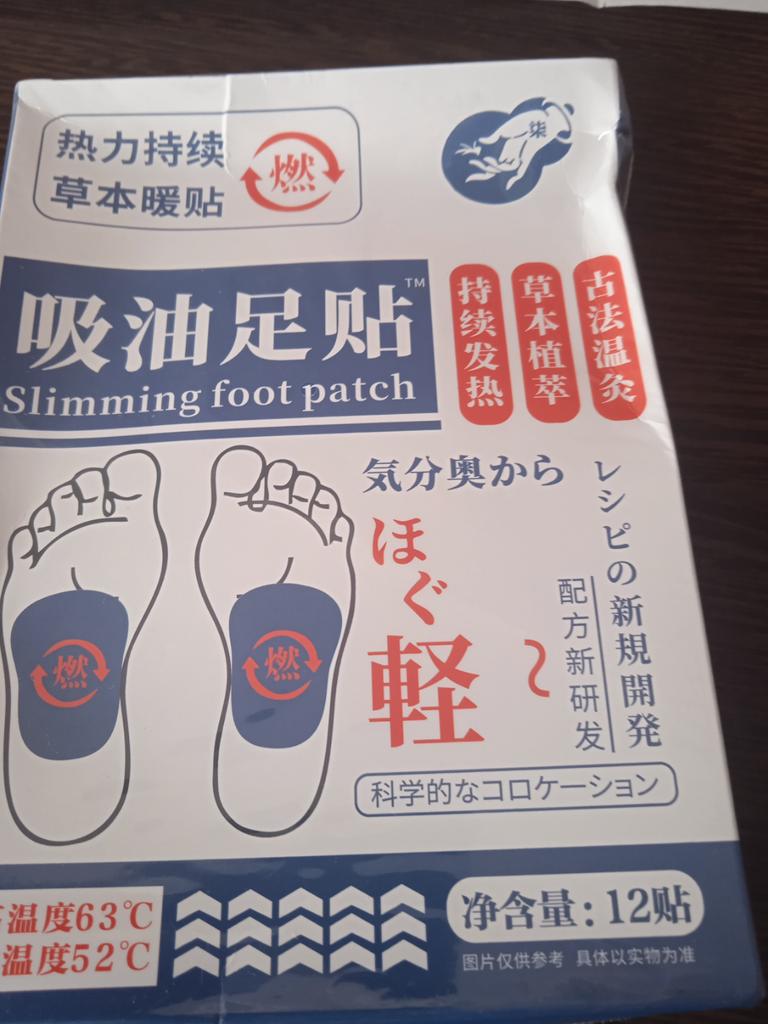 热力持续
草本暖贴
燃
柒
吸油足贴™
Slimming foot patch
持续发热
草本植萃
古法温灸
気分奥から
ほぐ
軽
レシピの新規開発
配方新研发
燃
燃
科学的なコロケーション
温度63℃
温度52℃
净含量：12贴
图片仅供参考 具体以实物为准